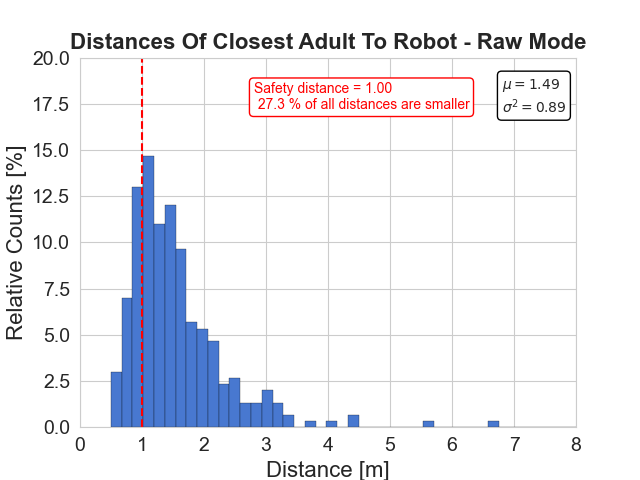 Distances Of Closest Adult To Robot - Raw Mode
Relative Counts [%]
20.0
17.5
15.0
12.5
10.0
7.5
5.0
2.5
0.0
Safety distance = 1.00
27.3 % of all distances are smaller
μ = 1.49
σ² = 0.89
0 1 2 3 4 5 6 7 8
Distance [m]